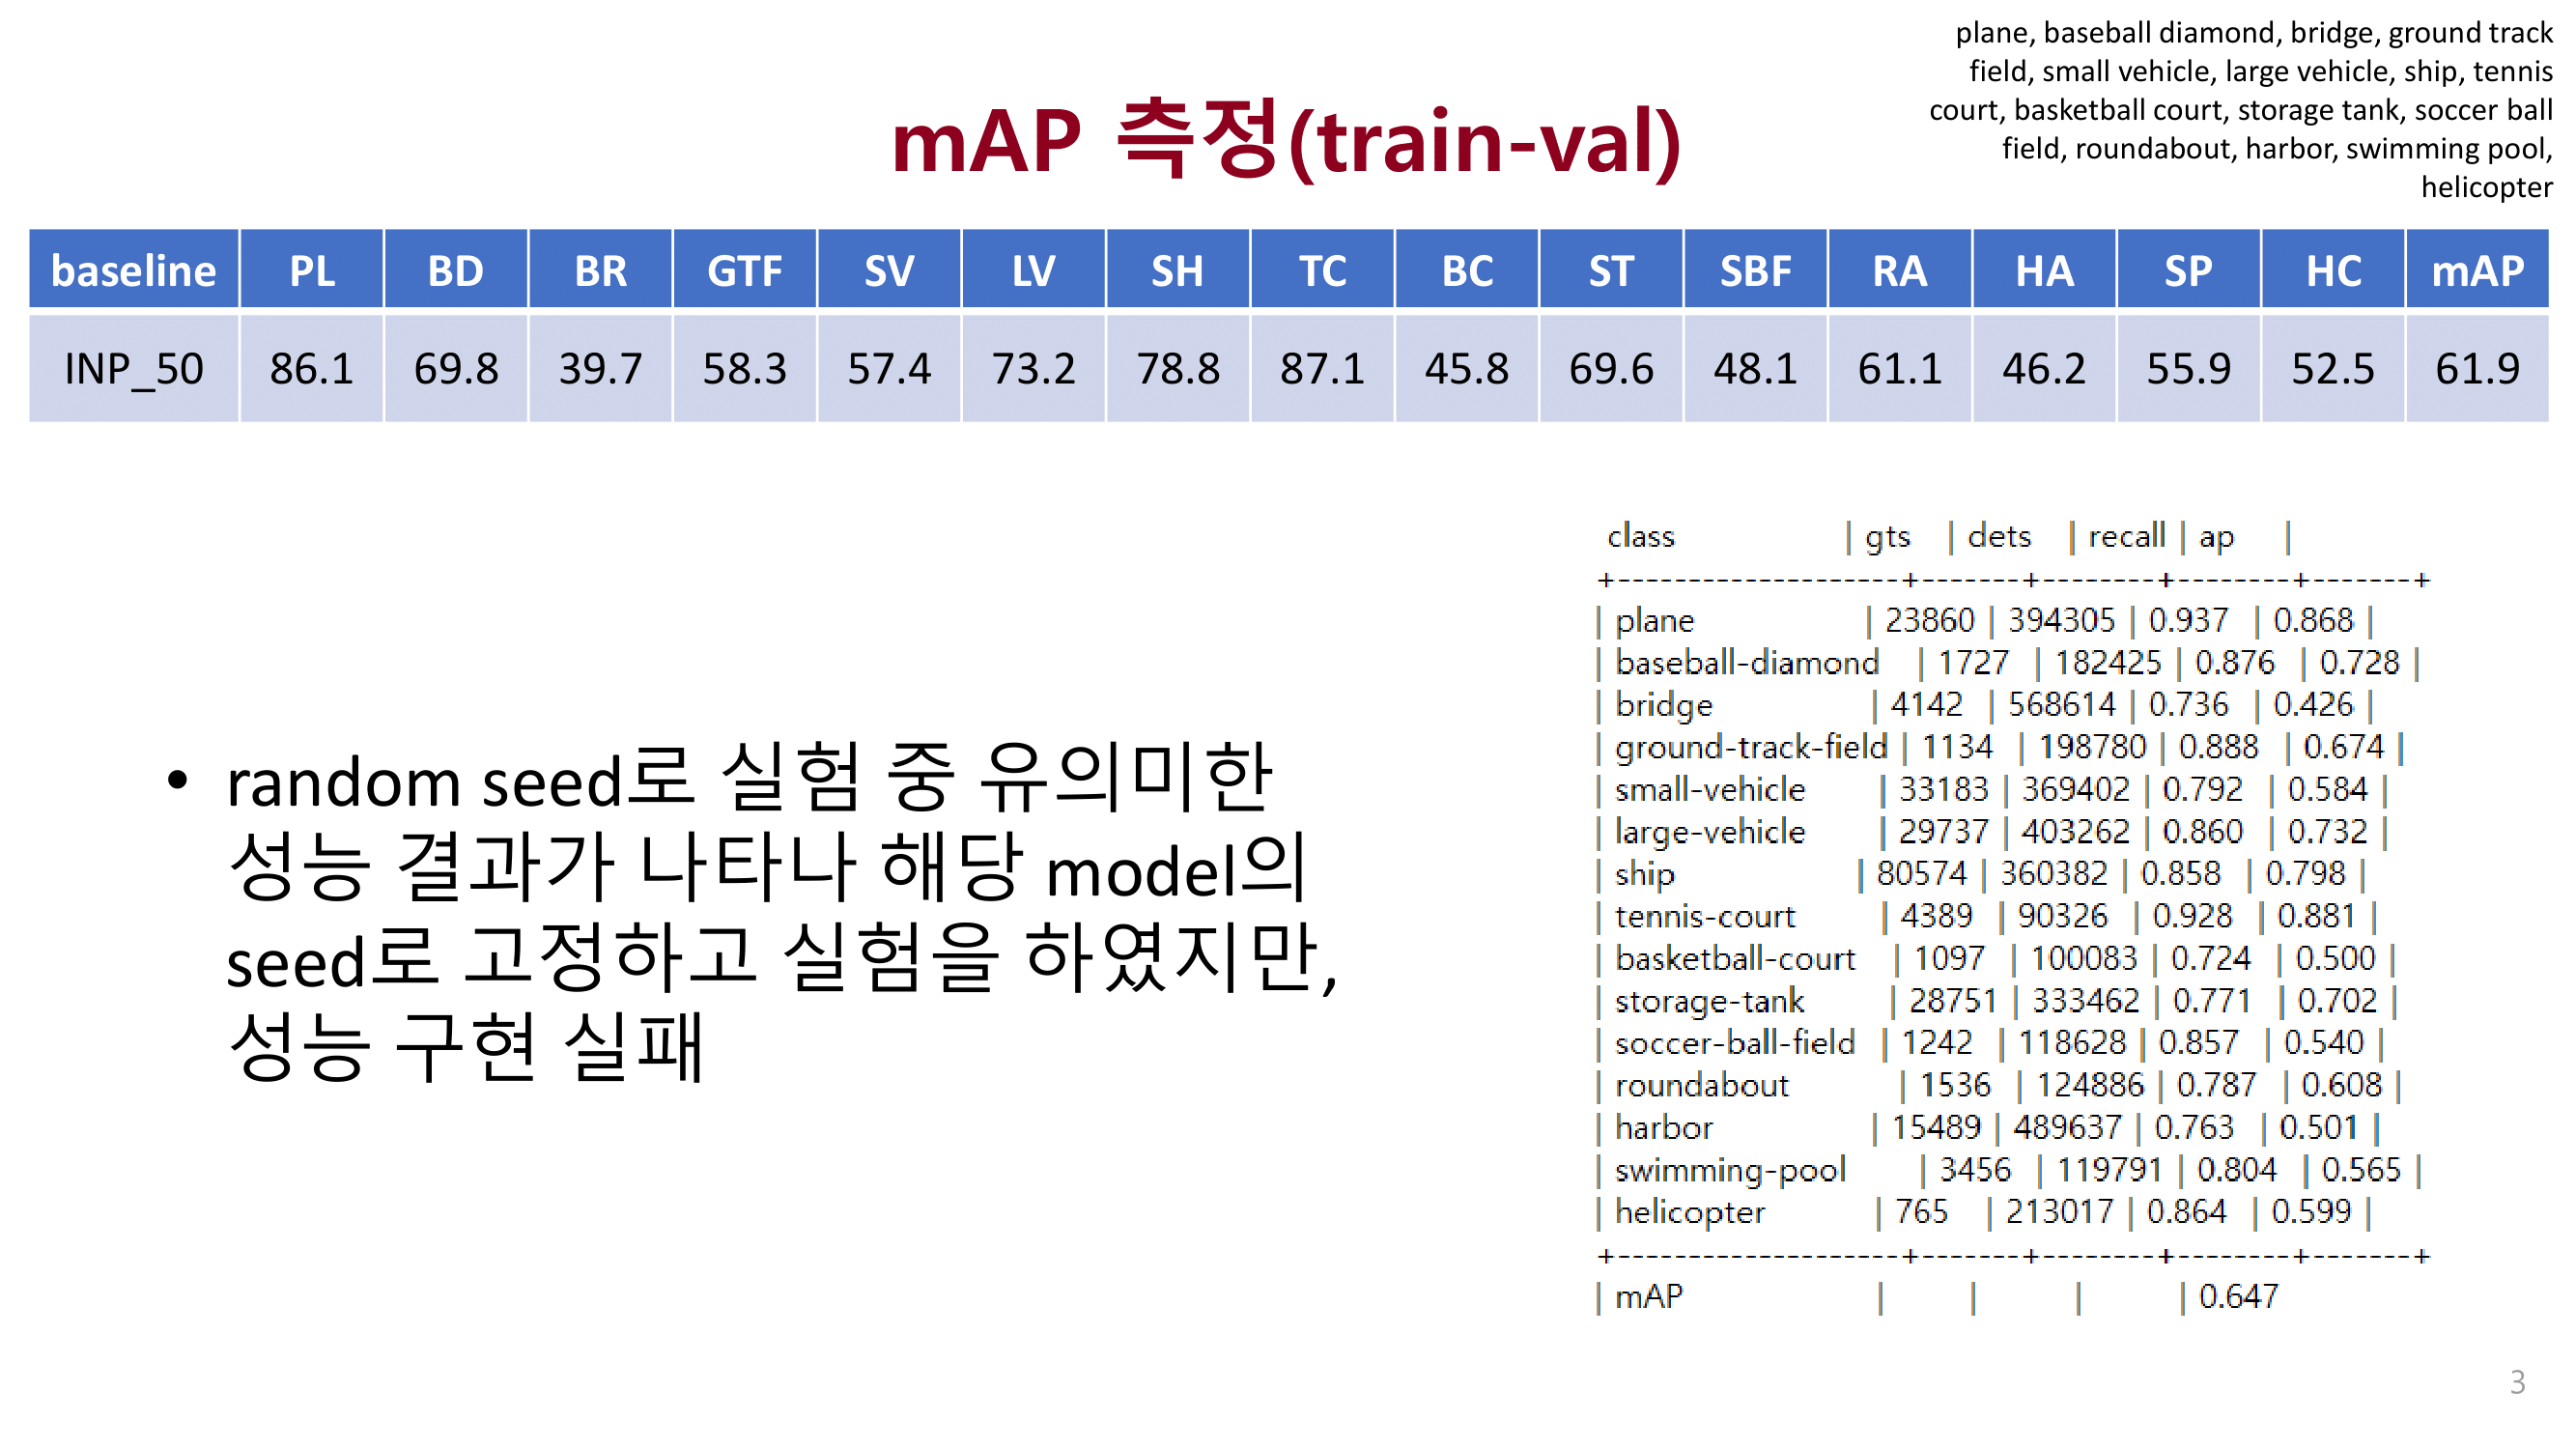 plane, baseball diamond, bridge, ground track
field, small vehicle, large vehicle, ship, tennis
court, basketball court, storage tank, soccer ball
field, roundabout, harbor, swimming pool,
helicopter
mAP 측정(train-val)
baseline PL BD BR GTF SV LV SH TC BC ST SBF RA HA SP HC mAP
INP_50 86.1 69.8 39.7 58.3 57.4 73.2 78.8 87.1 45.8 69.6 48.1 61.1 46.2 55.9 52.5 61.9
• random seed로 실험 중 유의미한
성능 결과가 나타나 해당 model의
seed로 고정하고 실험을 하였지만,
성능 구현 실패
class | gts | dets | recall | ap |
+--------------------+-------+--------+--------+-------+
| plane | 23860 | 394305 | 0.937 | 0.868 |
| baseball-diamond | 1727 | 182425 | 0.876 | 0.728 |
| bridge | 4142 | 568614 | 0.736 | 0.426 |
| ground-track-field | 1134 | 198780 | 0.888 | 0.674 |
| small-vehicle | 33183 | 369402 | 0.792 | 0.584 |
| large-vehicle | 29737 | 403262 | 0.860 | 0.732 |
| ship | 80574 | 360382 | 0.858 | 0.798 |
| tennis-court | 4389 | 90326 | 0.928 | 0.881 |
| basketball-court | 1097 | 100083 | 0.724 | 0.500 |
| storage-tank | 28751 | 333462 | 0.771 | 0.702 |
| soccer-ball-field | 1242 | 118628 | 0.857 | 0.540 |
| roundabout | 1536 | 124886 | 0.787 | 0.608 |
| harbor | 15489 | 489637 | 0.763 | 0.501 |
| swimming-pool | 3456 | 119791 | 0.804 | 0.565 |
| helicopter | 765 | 213017 | 0.864 | 0.599 |
+--------------------+-------+--------+--------+-------+
| mAP | | | | 0.647
3